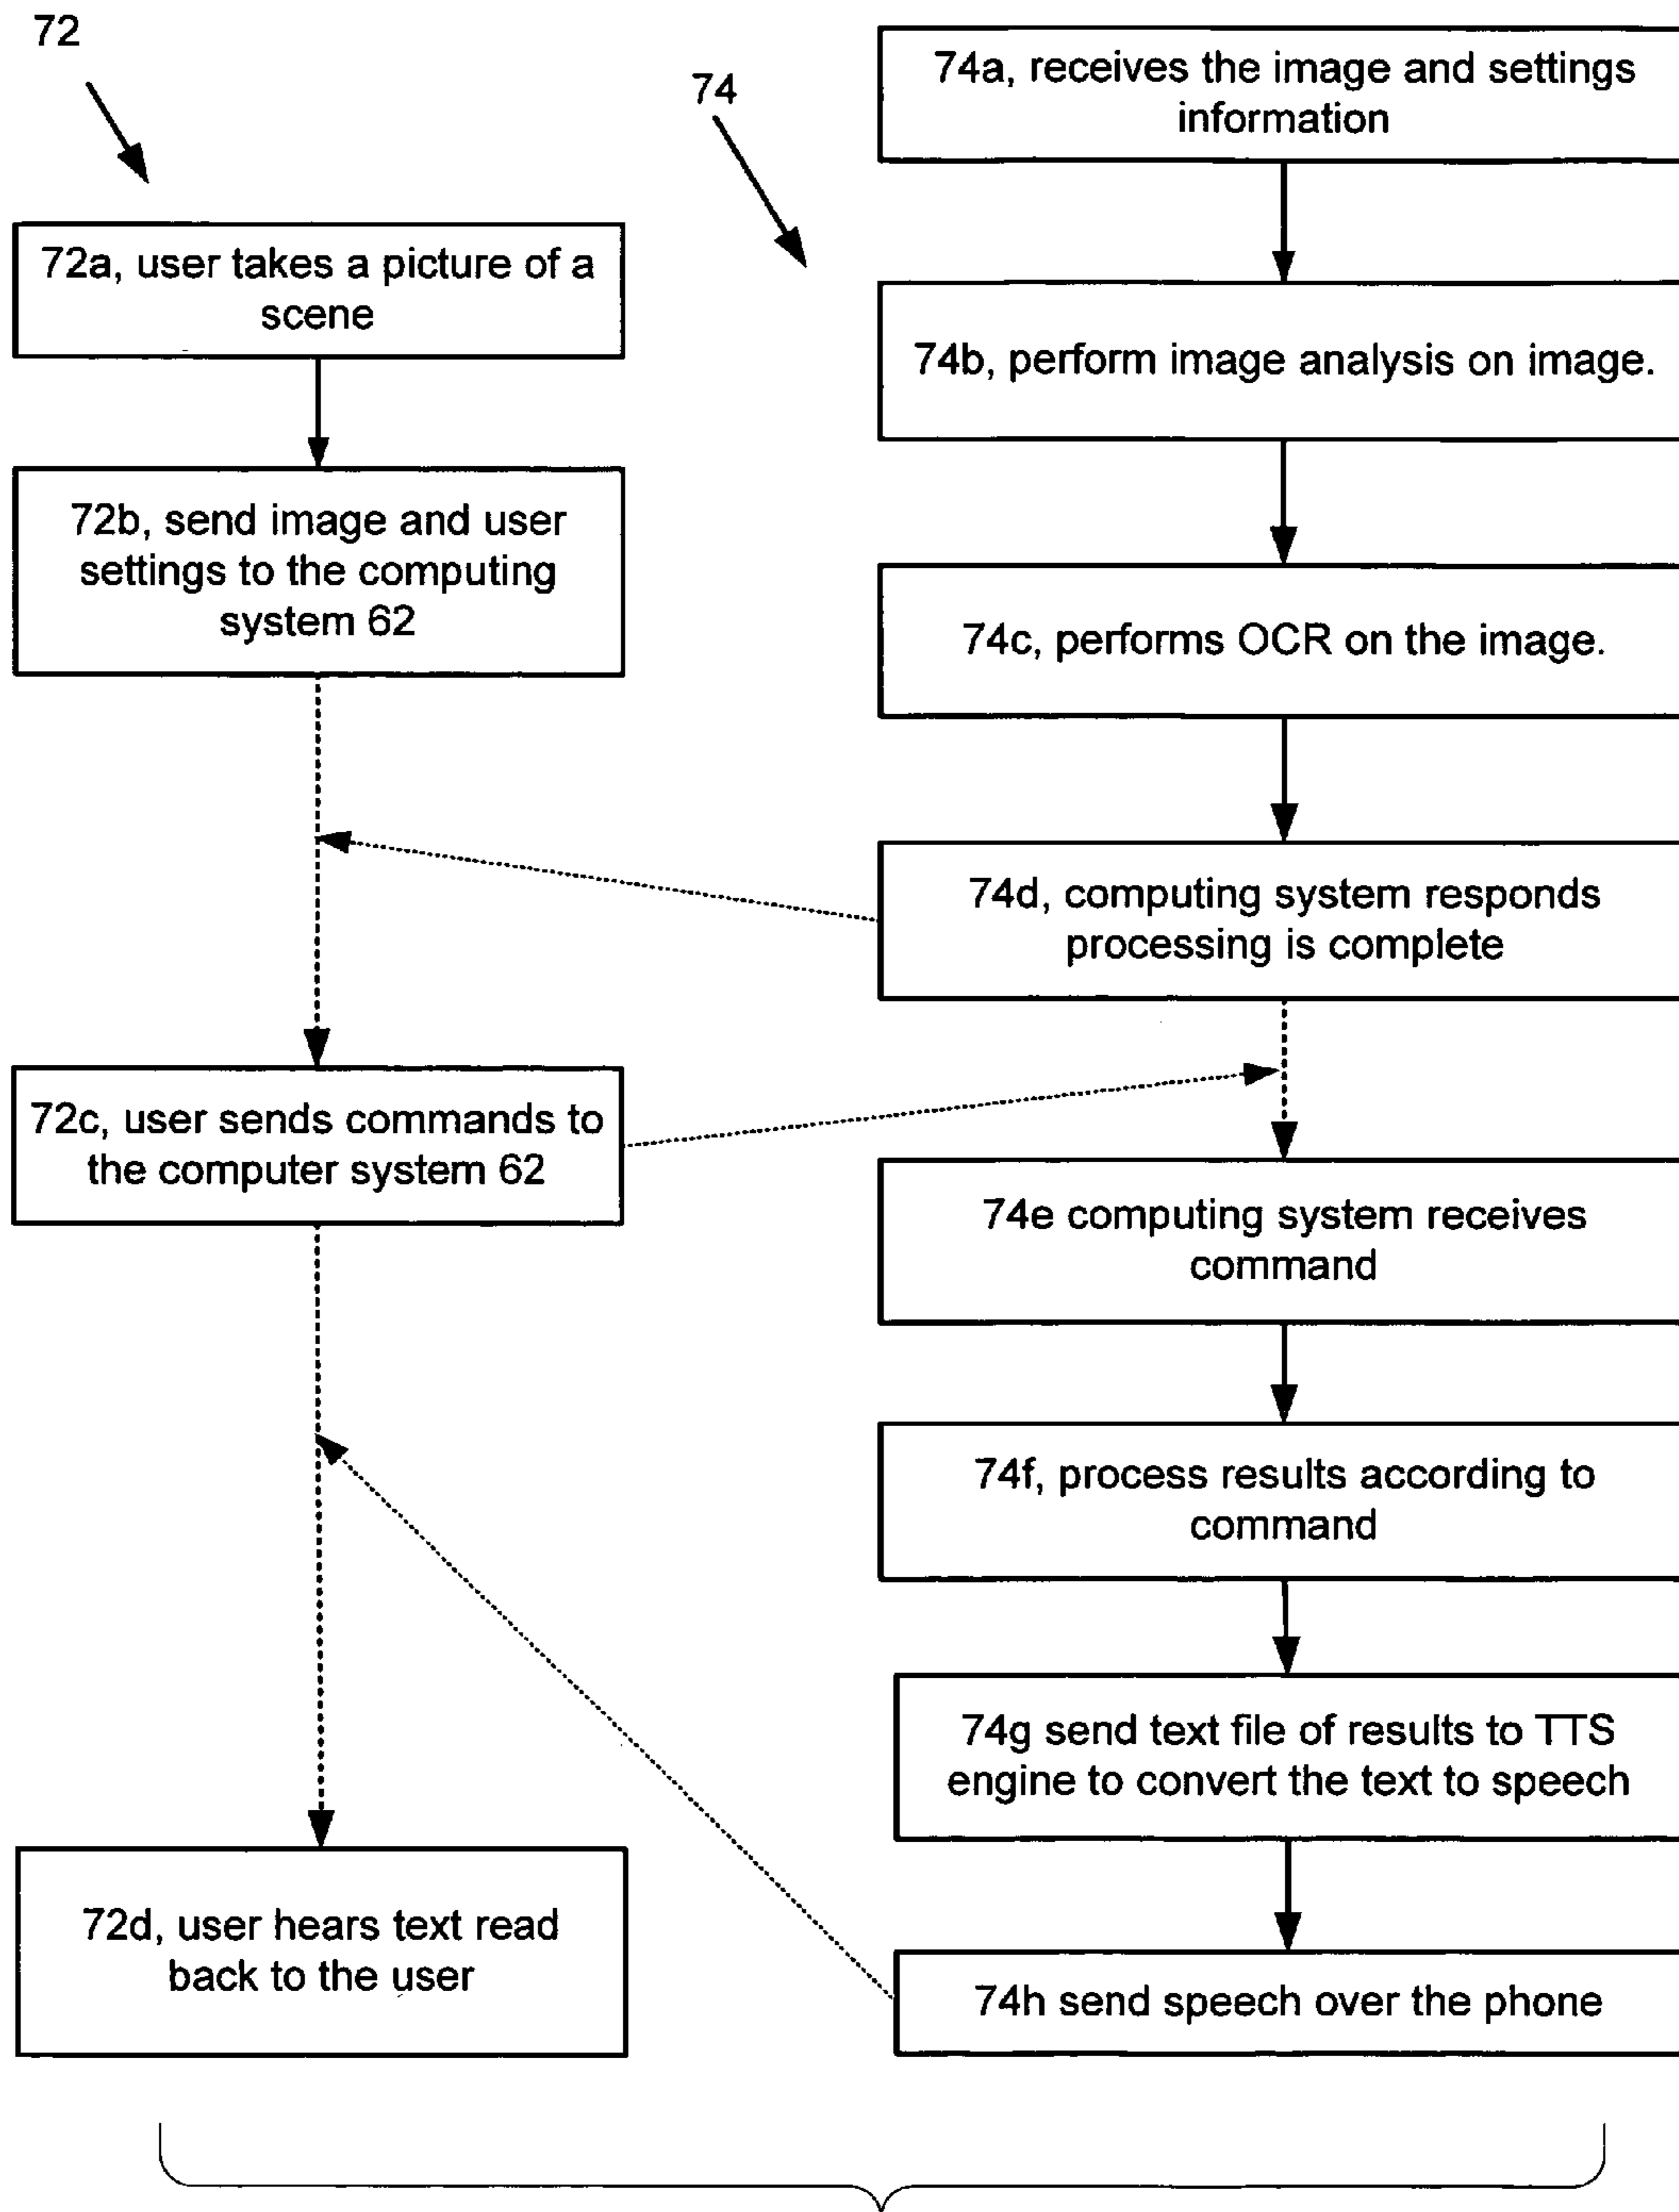 72
72a, user takes a picture of a
scene
72b, send image and user
settings to the computing
system 62
72c, user sends commands to
the computer system 62
72d, user hears text read
back to the user
74
74a, receives the image and settings
information
74b, perform image analysis on image.
74c, performs OCR on the image.
74d, computing system responds
processing is complete
74e computing system receives
command
74f, process results according to
command
74g send text file of results to TTS
engine to convert the text to speech
74h send speech over the phone